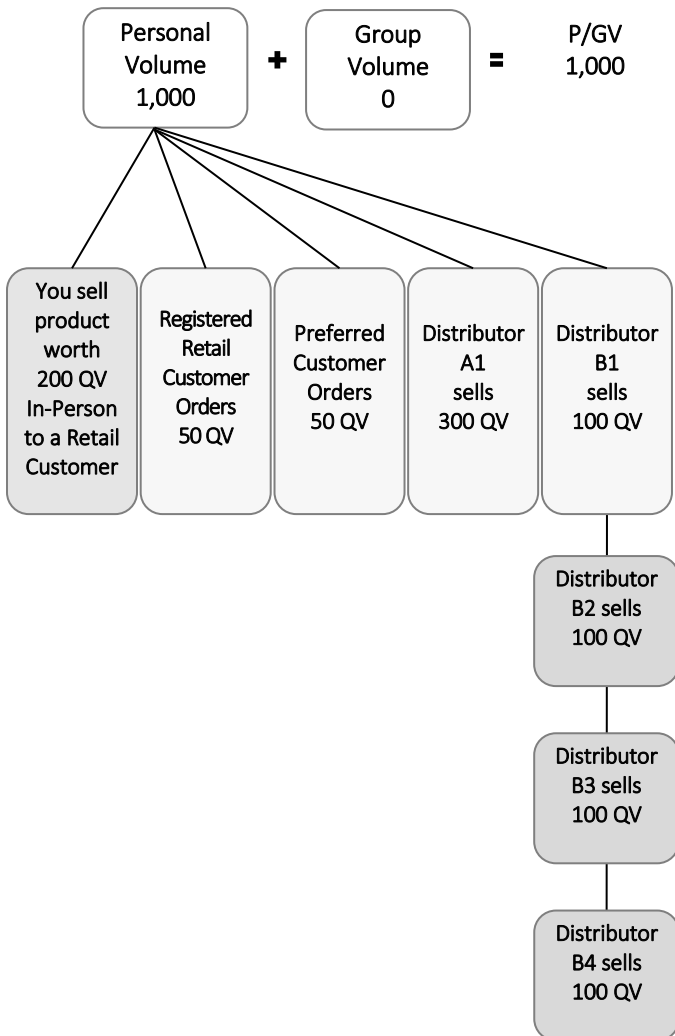 Personal
Volume
1,000
+
Group
Volume
0
=
P/GV
1,000
You sell
product
worth
200 QV
In-Person
to a Retail
Customer
Registered
Retail
Customer
Orders
50 QV
Preferred
Customer
Orders
50 QV
Distributor
A1
sells
300 QV
Distributor
B1
sells
100 QV
Distributor
B2 sells
100 QV
Distributor
B3 sells
100 QV
Distributor
B4 sells
100 QV